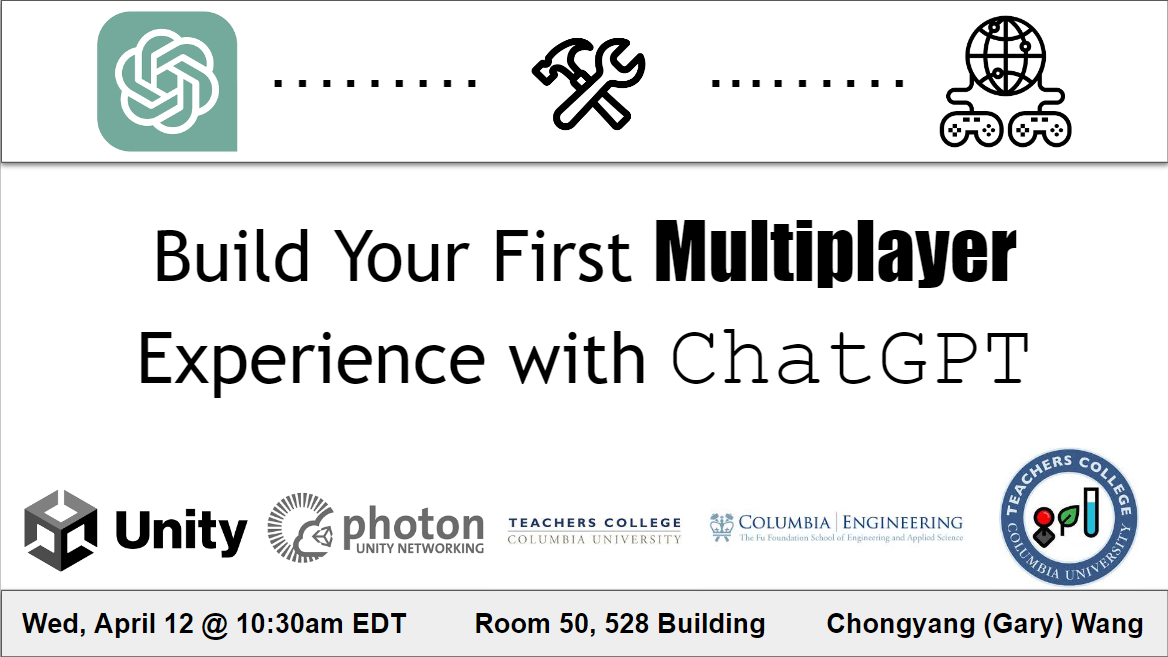 Build Your First Multiplayer
Experience with ChatGPT
Unity
photon
UNITY NETWORKING
TEACHERS COLLEGE
COLUMBIA UNIVERSITY
COLUMBIA | ENGINEERING
The Fu Foundation School of Engineering and Applied Science
TEACHERS COLLEGE
COLUMBIA UNIVERSITY
Wed, April 12 @ 10:30am EDT
Room 50, 528 Building
Chongyang (Gary) Wang